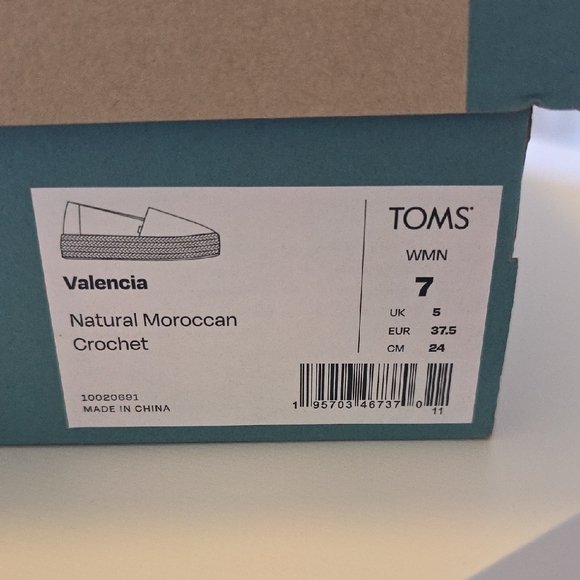 Valencia
Natural Moroccan
Crochet
10020691
MADE IN CHINA
TOMS
WMN
7
UK 5
EUR 37.5
CM 24
1 95703 46737 0
11